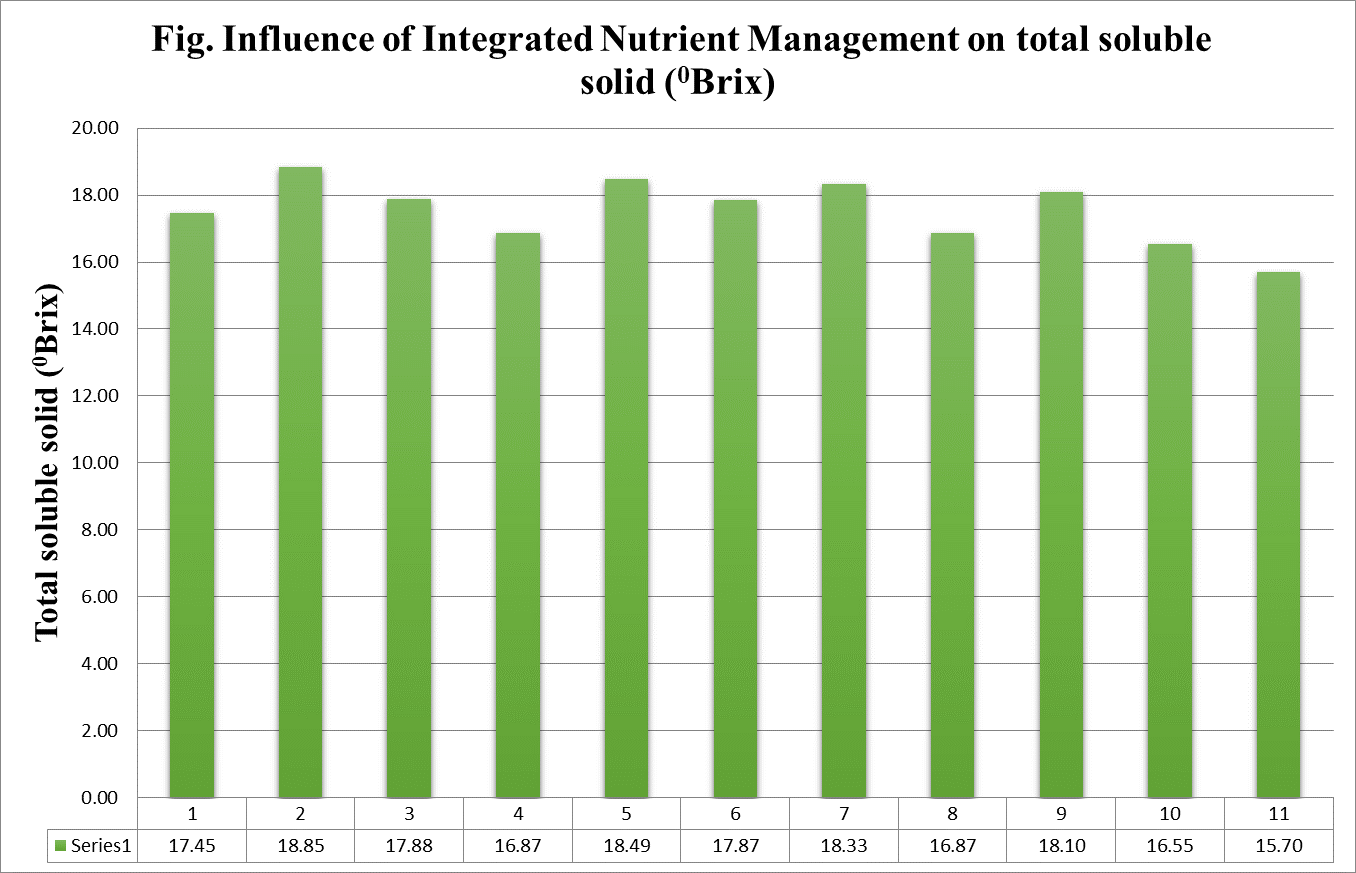 Fig. Influence of Integrated Nutrient Management on total soluble
solid (⁰Brix)
Total soluble solid (⁰Brix)
20.00
18.00
16.00
14.00
12.00
10.00
8.00
6.00
4.00
2.00
0.00
1 2 3 4 5 6 7 8 9 10 11
Series1 17.45 18.85 17.88 16.87 18.49 17.87 18.33 16.87 18.10 16.55 15.70